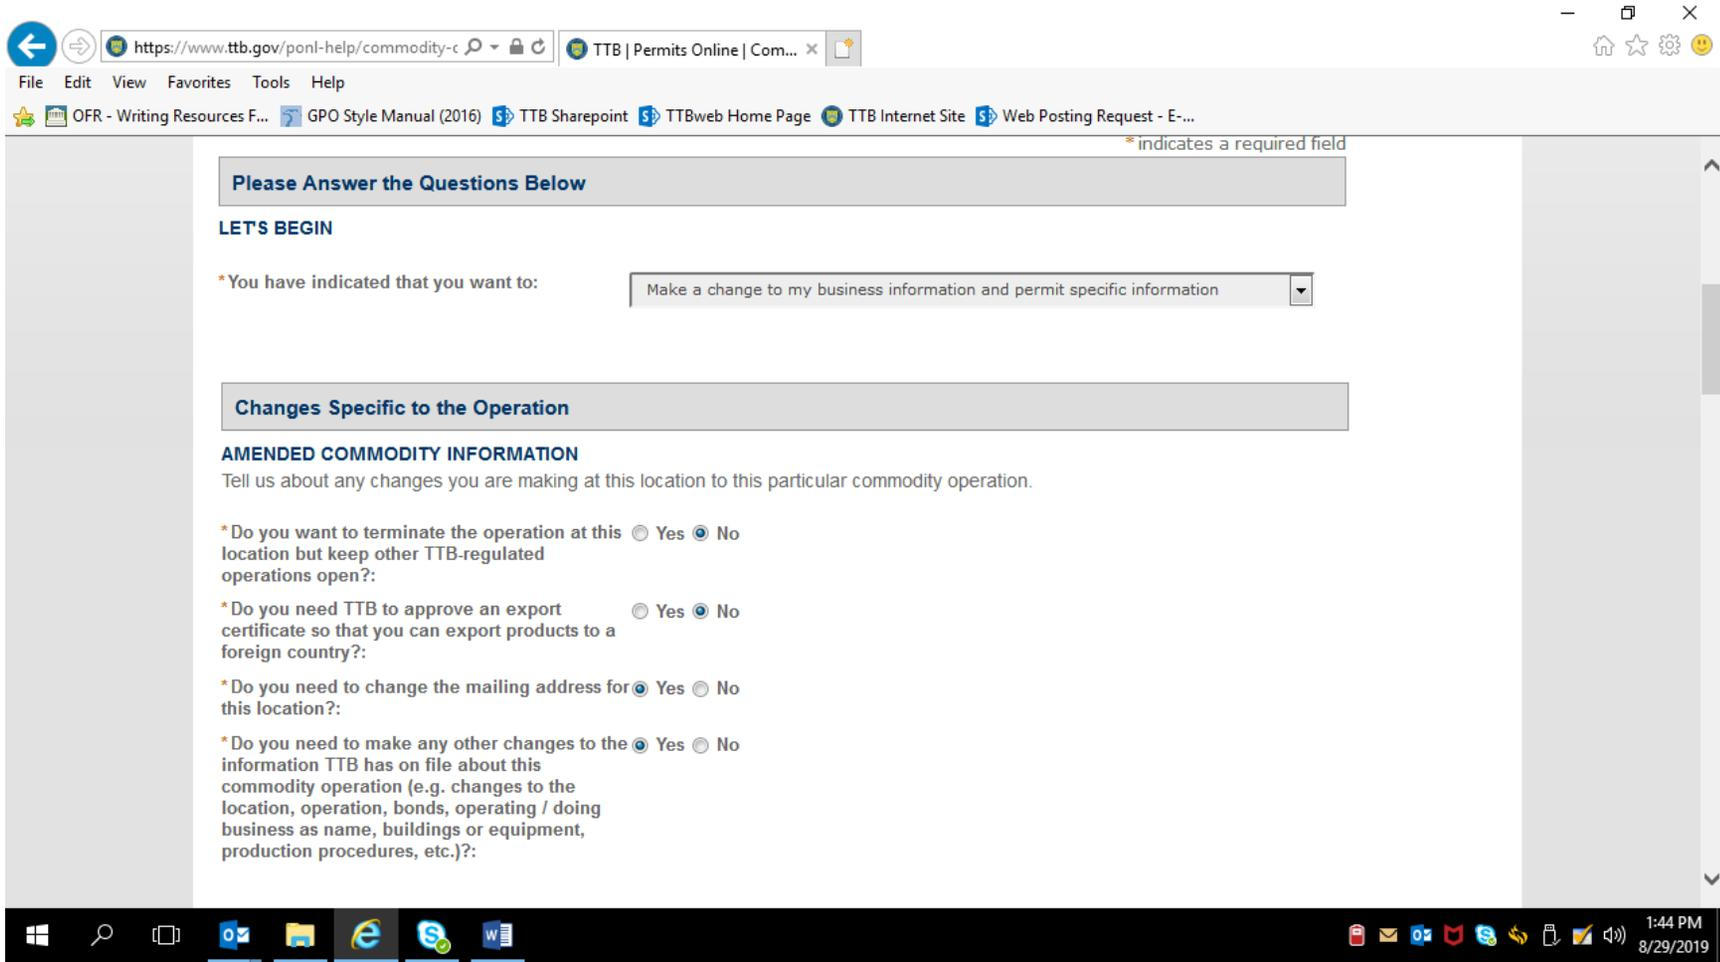 https://www.ttb.gov/ponl-help/commodity-c
TTB | Permits Online | Com...
File Edit View Favorites Tools Help
OFR - Writing Resources F... GPO Style Manual (2016) TTB Sharepoint TTBweb Home Page TTB Internet Site Web Posting Request - E-...
* indicates a required field
Please Answer the Questions Below
LET'S BEGIN
* You have indicated that you want to: Make a change to my business information and permit specific information
Changes Specific to the Operation
AMENDED COMMODITY INFORMATION
Tell us about any changes you are making at this location to this particular commodity operation.
* Do you want to terminate the operation at this Yes No
location but keep other TTB-regulated
operations open?:
* Do you need TTB to approve an export Yes No
certificate so that you can export products to a
foreign country?:
* Do you need to change the mailing address for Yes No
this location?:
* Do you need to make any other changes to the Yes No
information TTB has on file about this
commodity operation (e.g. changes to the
location, operation, bonds, operating / doing
business as name, buildings or equipment,
production procedures, etc.)?:
1:44 PM
8/29/2019